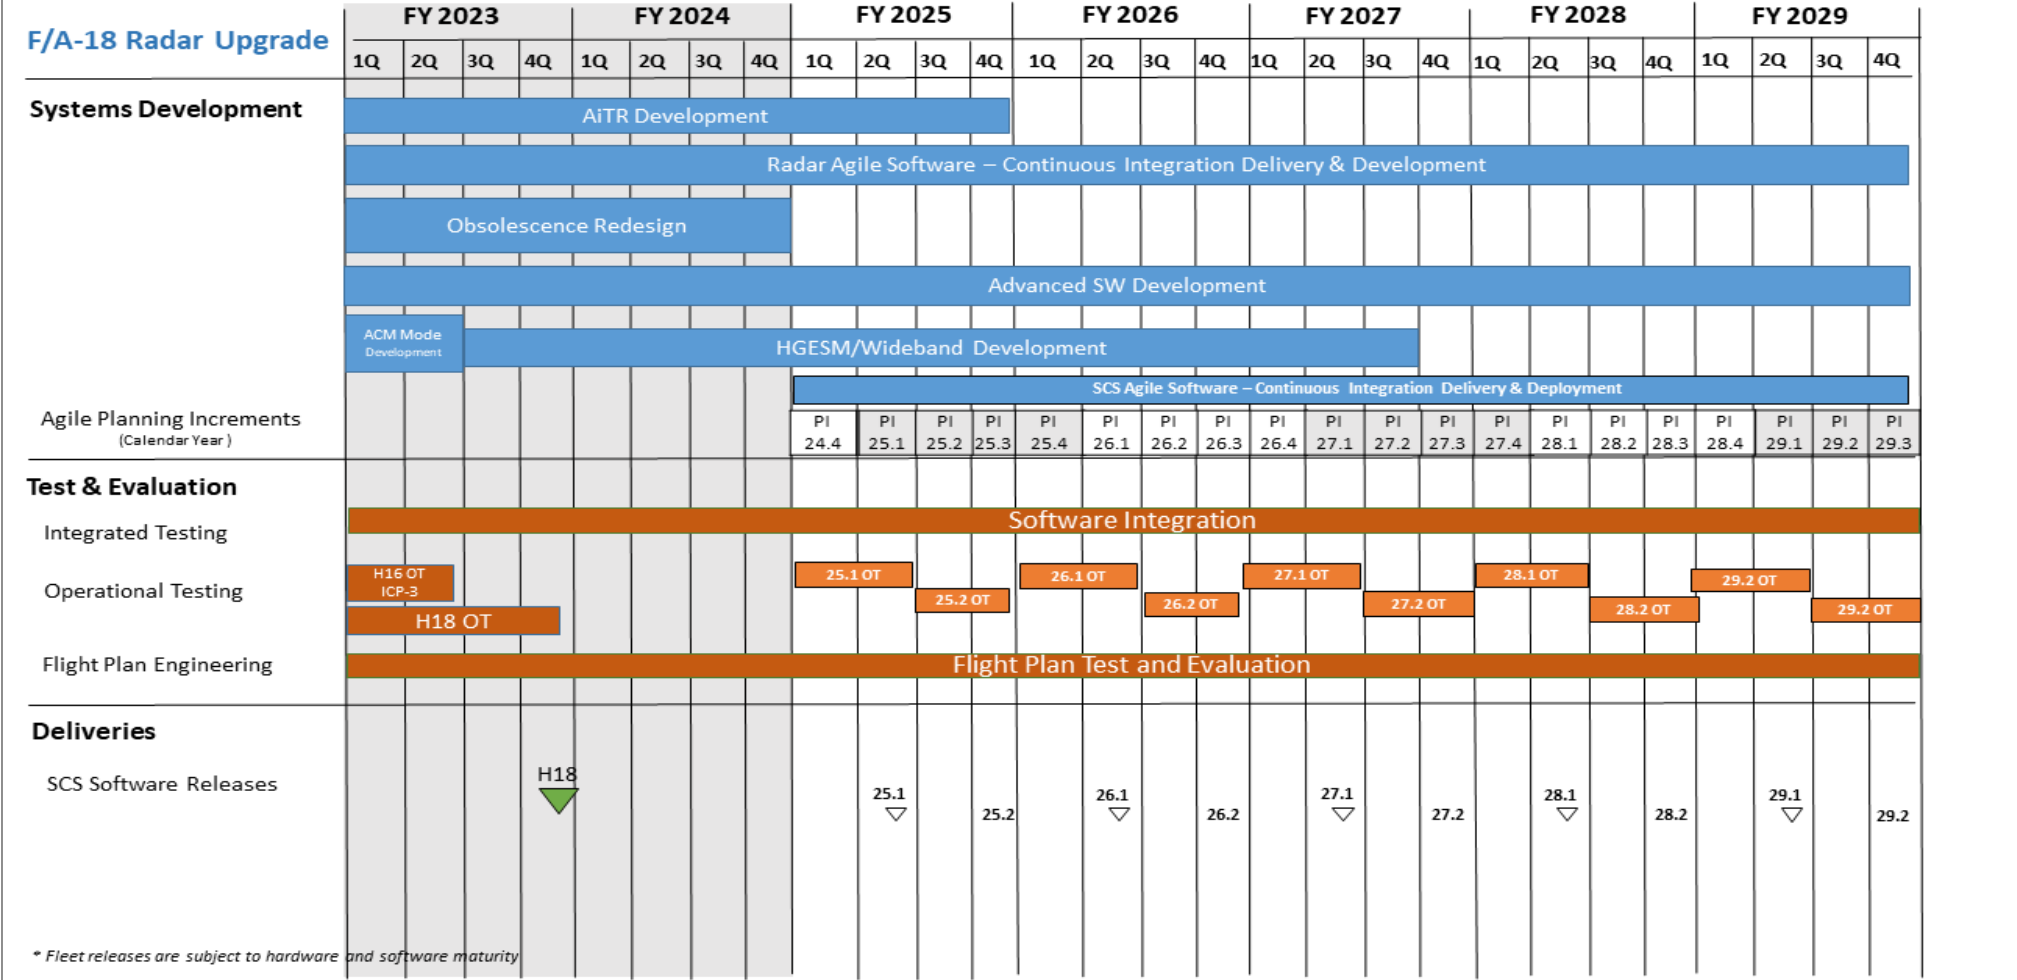 F/A-18 Radar Upgrade
FY 2023 FY 2024 FY 2025 FY 2026 FY 2027 FY 2028 FY 2029
1Q 2Q 3Q 4Q 1Q 2Q 3Q 4Q 1Q 2Q 3Q 4Q 1Q 2Q 3Q 4Q 1Q 2Q 3Q 4Q 1Q 2Q 3Q 4Q 1Q 2Q 3Q 4Q
Systems Development
AiTR Development
Radar Agile Software – Continuous Integration Delivery & Development
Obsolescence Redesign
Advanced SW Development
ACM Mode
Development
HGESM/Wideband Development
SCS Agile Software – Continuous Integration Delivery & Deployment
Agile Planning Increments
(Calendar Year )
PI PI PI PI PI PI PI PI PI PI PI PI PI PI PI PI PI PI PI PI
24.4 25.1 25.2 25.3 25.4 26.1 26.2 26.3 26.4 27.1 27.2 27.3 27.4 28.1 28.2 28.3 28.4 29.1 29.2 29.3
Test & Evaluation
Integrated Testing
Software Integration
Operational Testing
H16 OT
ICP-3
H18 OT
25.1 OT
25.2 OT
26.1 OT
26.2 OT
27.1 OT
27.2 OT
28.1 OT
28.2 OT
29.2 OT
29.2 OT
Flight Plan Engineering
Flight Plan Test and Evaluation
Deliveries
SCS Software Releases
H18
25.1
25.2
26.1
26.2
27.1
27.2
28.1
28.2
29.1
29.2
* Fleet releases are subject to hardware and software maturity